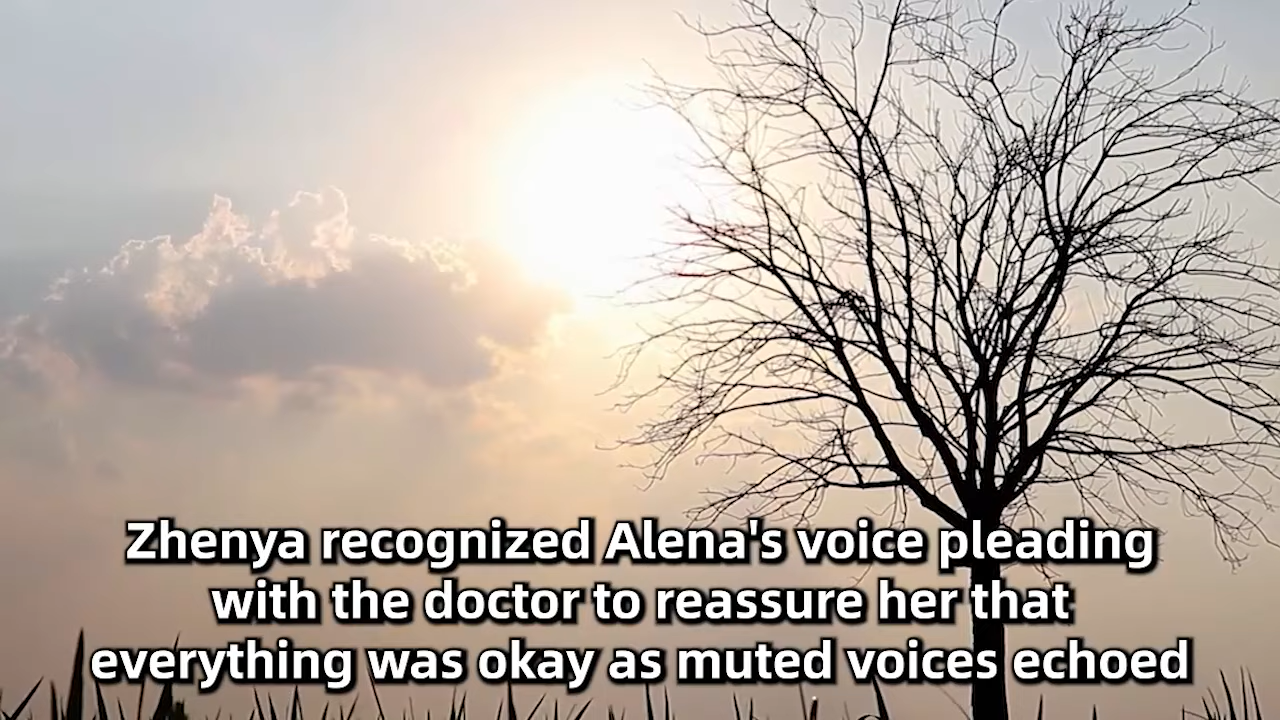 Zhenya recognized Alena's voice pleading
with the doctor to reassure her that
everything was okay as muted voices echoed